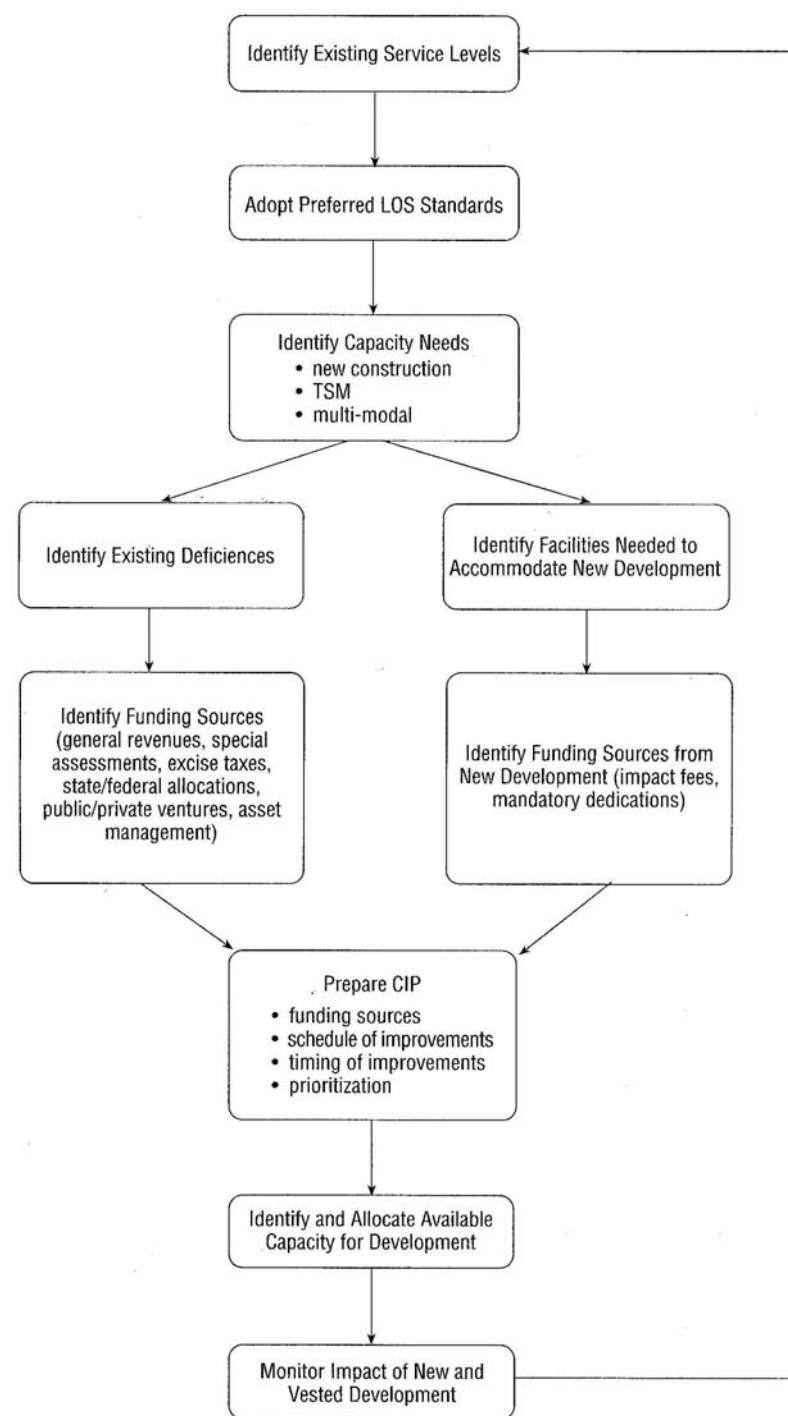 Identify Existing Service Levels
Adopt Preferred LOS Standards
Identify Capacity Needs
• new construction
• TSM
• multi-modal
Identify Existing Deficiences
Identify Facilities Needed to
Accommodate New Development
Identify Funding Sources
(general revenues, special
assessments, excise taxes,
state/federal allocations,
public/private ventures, asset
management)
Identify Funding Sources from
New Development (impact fees,
mandatory dedications)
Prepare CIP
• funding sources
• schedule of improvements
• timing of improvements
• prioritization
Identify and Allocate Available
Capacity for Development
Monitor Impact of New and
Vested Development